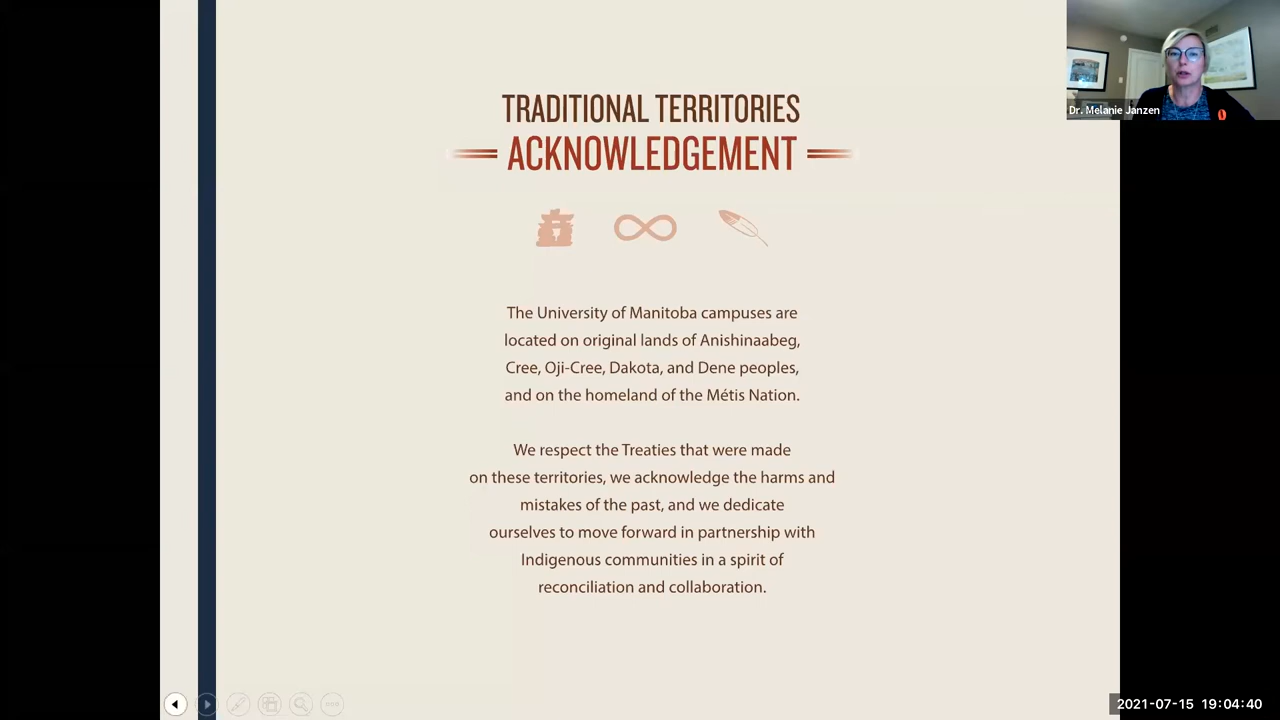 TRADITIONAL TERRITORIES
ACKNOWLEDGEMENT
Dr. Melanie Janzen
The University of Manitoba campuses are
located on original lands of Anishinaabeg,
Cree, Oji-Cree, Dakota, and Dene peoples,
and on the homeland of the Métis Nation.
We respect the Treaties that were made
on these territories, we acknowledge the harms and
mistakes of the past, and we dedicate
ourselves to move forward in partnership with
Indigenous communities in a spirit of
reconciliation and collaboration.
2021-07-15 19:04:40